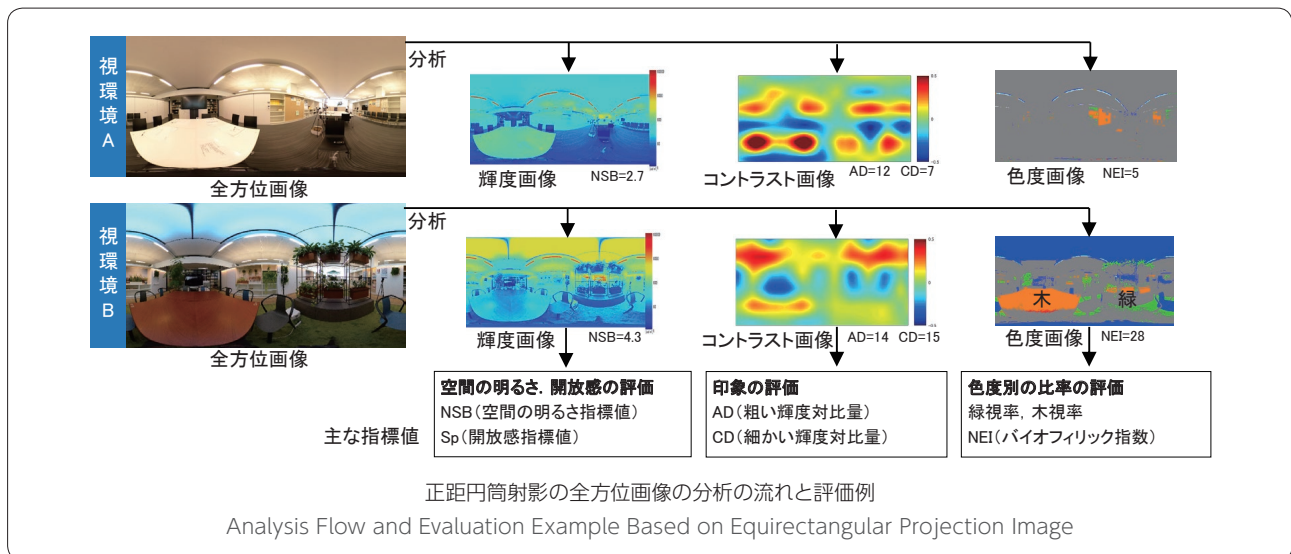 視環境A
分析
全方位画像
輝度画像 NSB=2.7
コントラスト画像 AD=12 CD=7
色度画像 NEI=5
視環境B
分析
木 緑
全方位画像
輝度画像 NSB=4.3
コントラスト画像 AD=14 CD=15
色度画像 NEI=28
主な指標値
空間の明るさ, 開放感の評価
NSB(空間の明るさ指標値)
Sp(開放感指標値)
印象の評価
AD(粗い輝度対比量)
CD(細かい輝度対比量)
色度別の比率の評価
緑視率, 木視率
NEI(バイオフィリック指数)
正距円筒射影の全方位画像の分析の流れと評価例
Analysis Flow and Evaluation Example Based on Equirectangular Projection Image